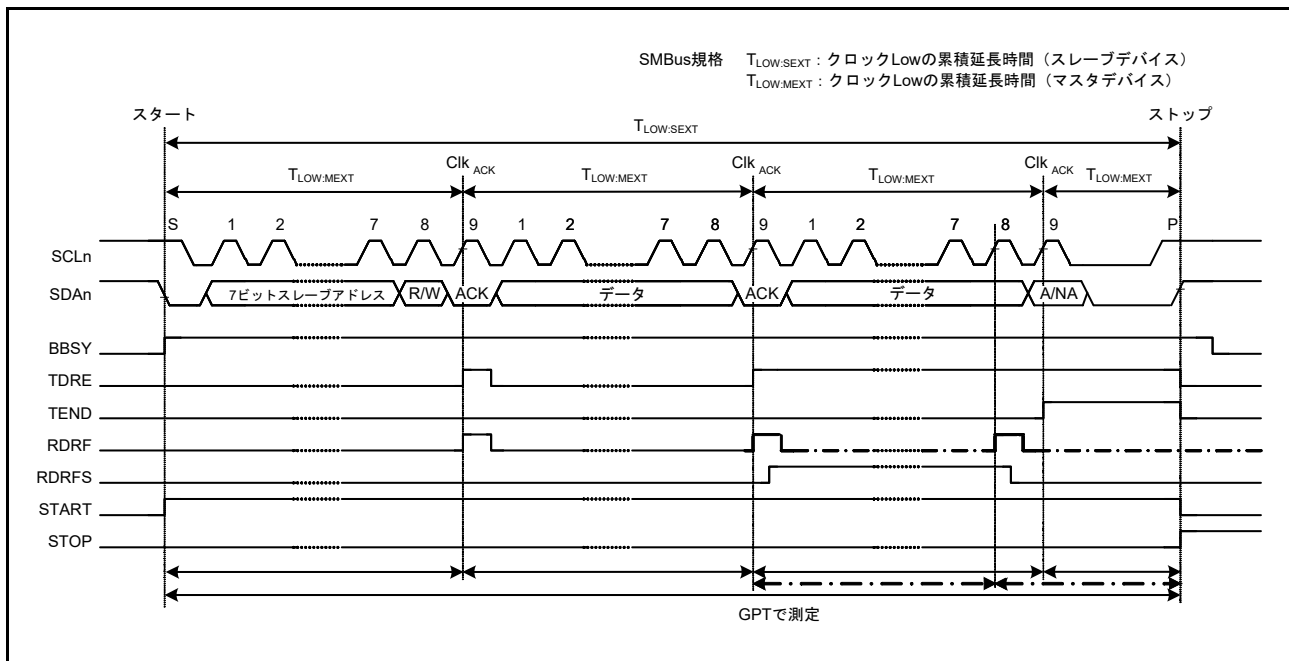 SMBus規格 TLOW:SEXT：クロックLowの累積延長時間（スレーブデバイス）
TLOW:MEXT：クロックLowの累積延長時間（マスタデバイス）
スタート ストップ
TLOW:SEXT
Clk ACK Clk ACK Clk ACK
TLOW:MEXT TLOW:MEXT TLOW:MEXT TLOW:MEXT
S 1 2 7 8 9 1 2 7 8 9 1 2 7 8 9 P
SCLn
SDAn 7ビットスレーブアドレス R/W ACK データ ACK データ A/NA
BBSY
TDRE
TEND
RDRF
RDRFS
START
STOP
GPTで測定